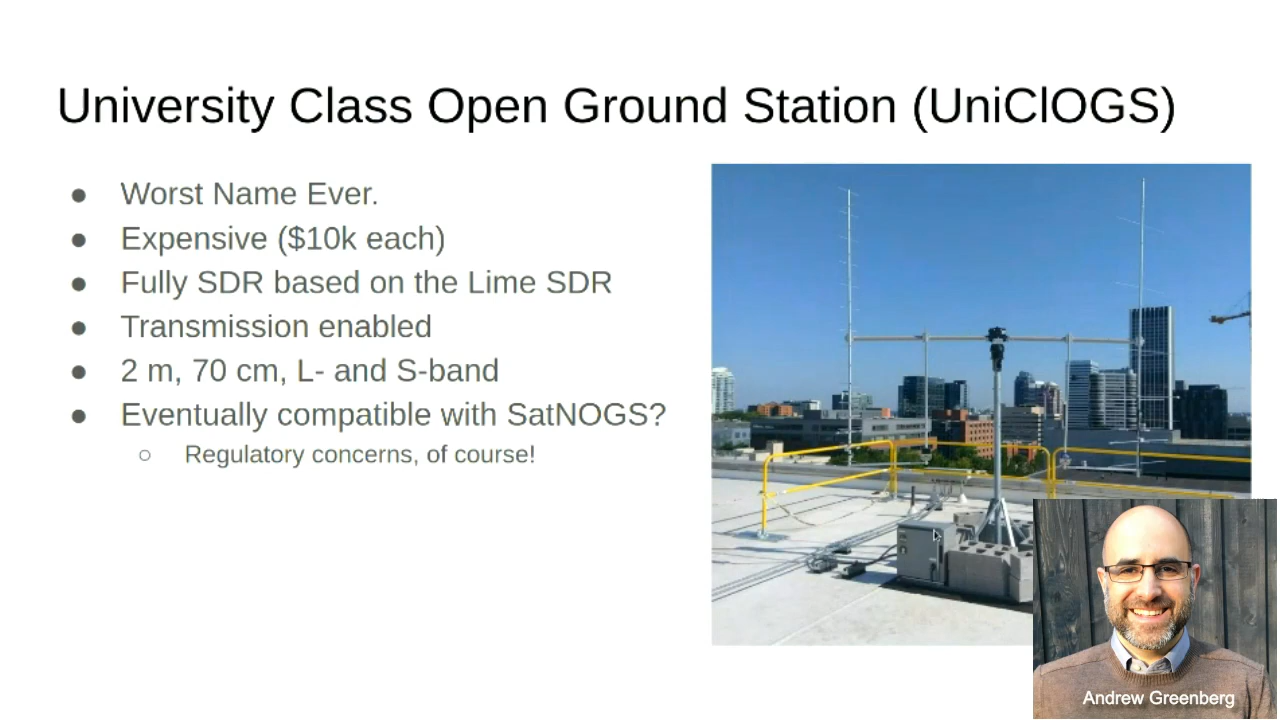 University Class Open Ground Station (UniClOGS)
● Worst Name Ever.
● Expensive ($10k each)
● Fully SDR based on the Lime SDR
● Transmission enabled
● 2 m, 70 cm, L- and S-band
● Eventually compatible with SatNOGS?
○ Regulatory concerns, of course!
Andrew Greenberg